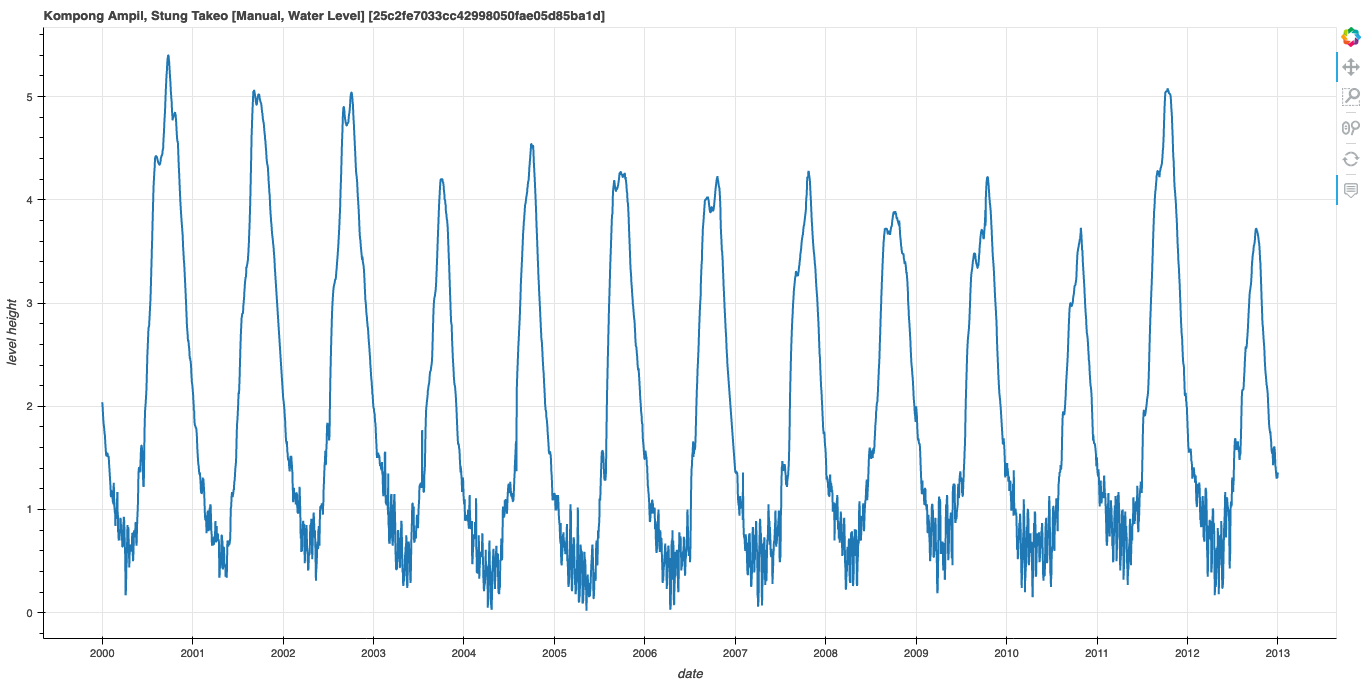 Kompong Ampil, Stung Takeo [Manual, Water Level] [25c2fe7033cc42998050fae05d85ba1d]
level height
5
4
3
2
1
0
2000 2001 2002 2003 2004 2005 2006 2007 2008 2009 2010 2011 2012 2013
date